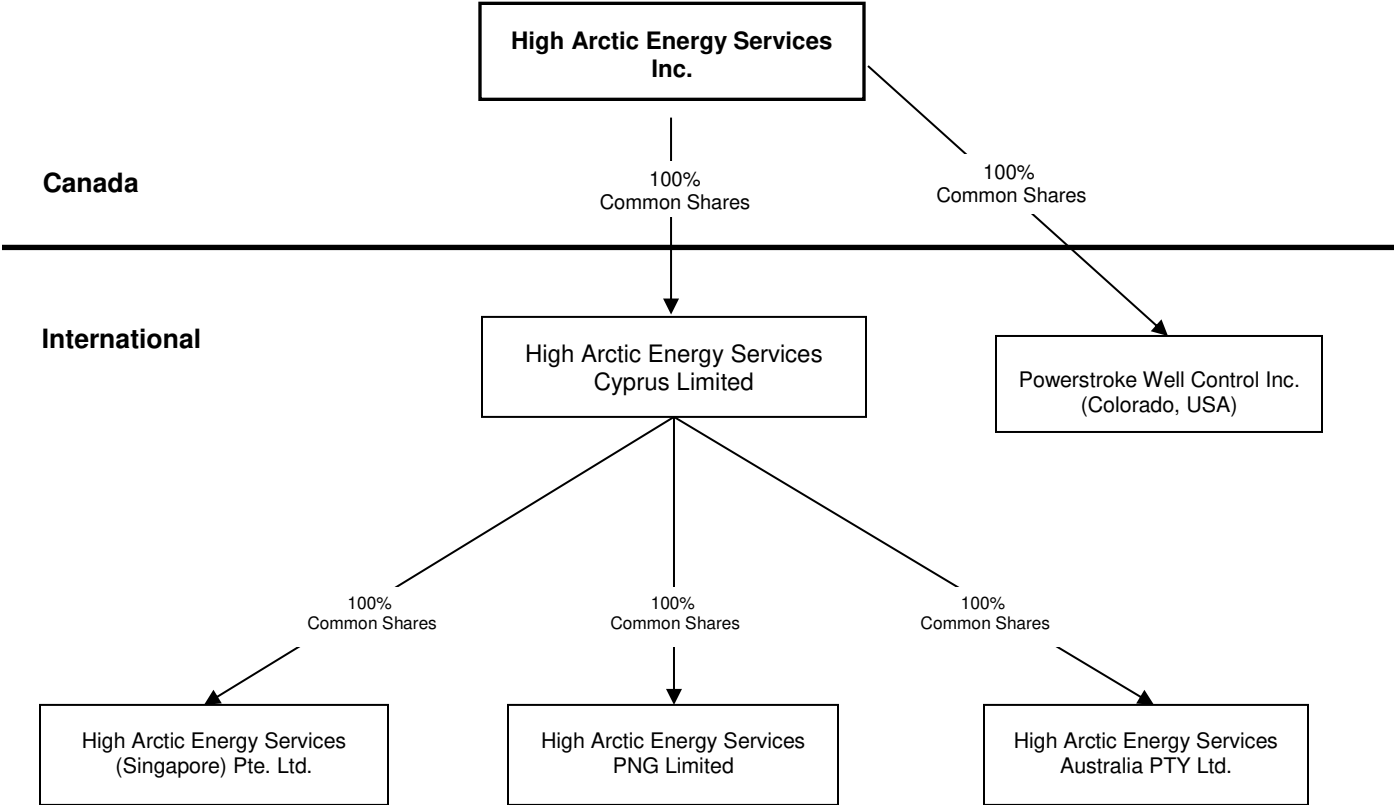 High Arctic Energy Services
Inc.
Canada
100%
Common Shares
100%
Common Shares
International
High Arctic Energy Services
Cyprus Limited
Powerstroke Well Control Inc.
(Colorado, USA)
100%
Common Shares
100%
Common Shares
100%
Common Shares
High Arctic Energy Services
(Singapore) Pte. Ltd.
High Arctic Energy Services
PNG Limited
High Arctic Energy Services
Australia PTY Ltd.